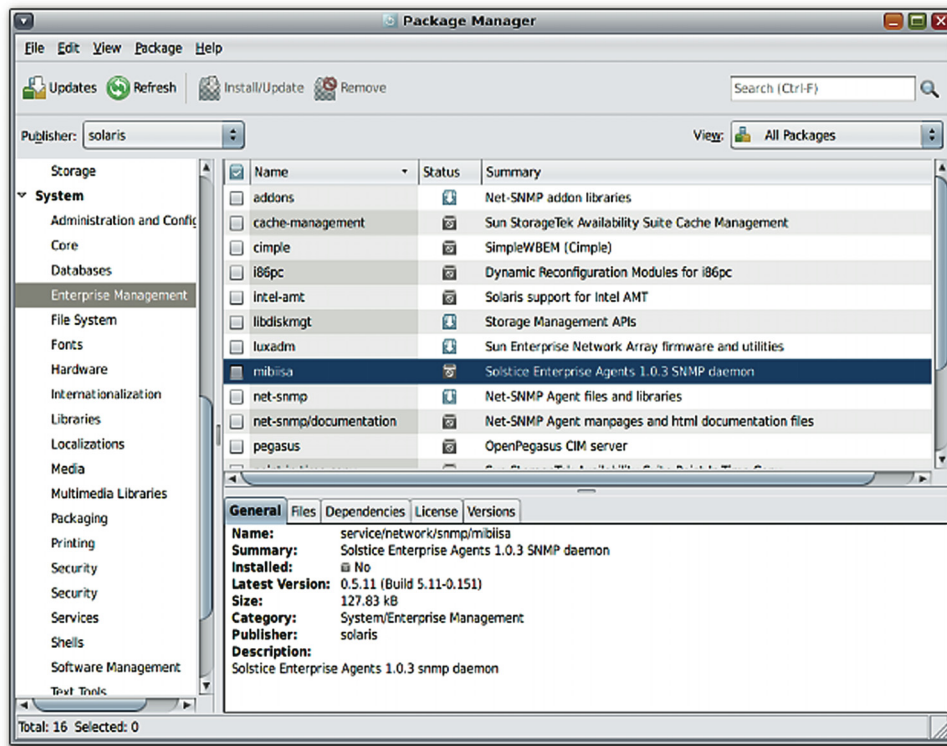 Package Manager
File Edit View Package Help
Updates Refresh Install/Update Remove Search (Ctrl-F)
Publisher: solaris View: All Packages
Storage
System
Administration and Config
Core
Databases
Enterprise Management
File System
Fonts
Hardware
Internationalization
Libraries
Localizations
Media
Multimedia Libraries
Packaging
Printing
Security
Security
Services
Shells
Software Management
Text Tools
Name Status Summary
addons Net-SNMP addon libraries
cache-management Sun StorageTek Availability Suite Cache Management
cimple SimpleWBEM (Cimple)
i86pc Dynamic Reconfiguration Modules for i86pc
intel-amt Solaris support for Intel AMT
libdiskmgt Storage Management APIs
luxadm Sun Enterprise Network Array firmware and utilities
mibiisa Solstice Enterprise Agents 1.0.3 SNMP daemon
net-snmp Net-SNMP Agent files and libraries
net-snmp/documentation Net-SNMP Agent manpages and html documentation files
pegasus OpenPegasus CIM server
General Files Dependencies License Versions
Name: service/network/snmp/mibiisa
Summary: Solstice Enterprise Agents 1.0.3 SNMP daemon
Installed: No
Latest Version: 0.5.11 (Build 5.11-0.151)
Size: 127.83 kB
Category: System/Enterprise Management
Publisher: solaris
Description:
Solstice Enterprise Agents 1.0.3 snmp daemon
Total: 16 Selected: 0